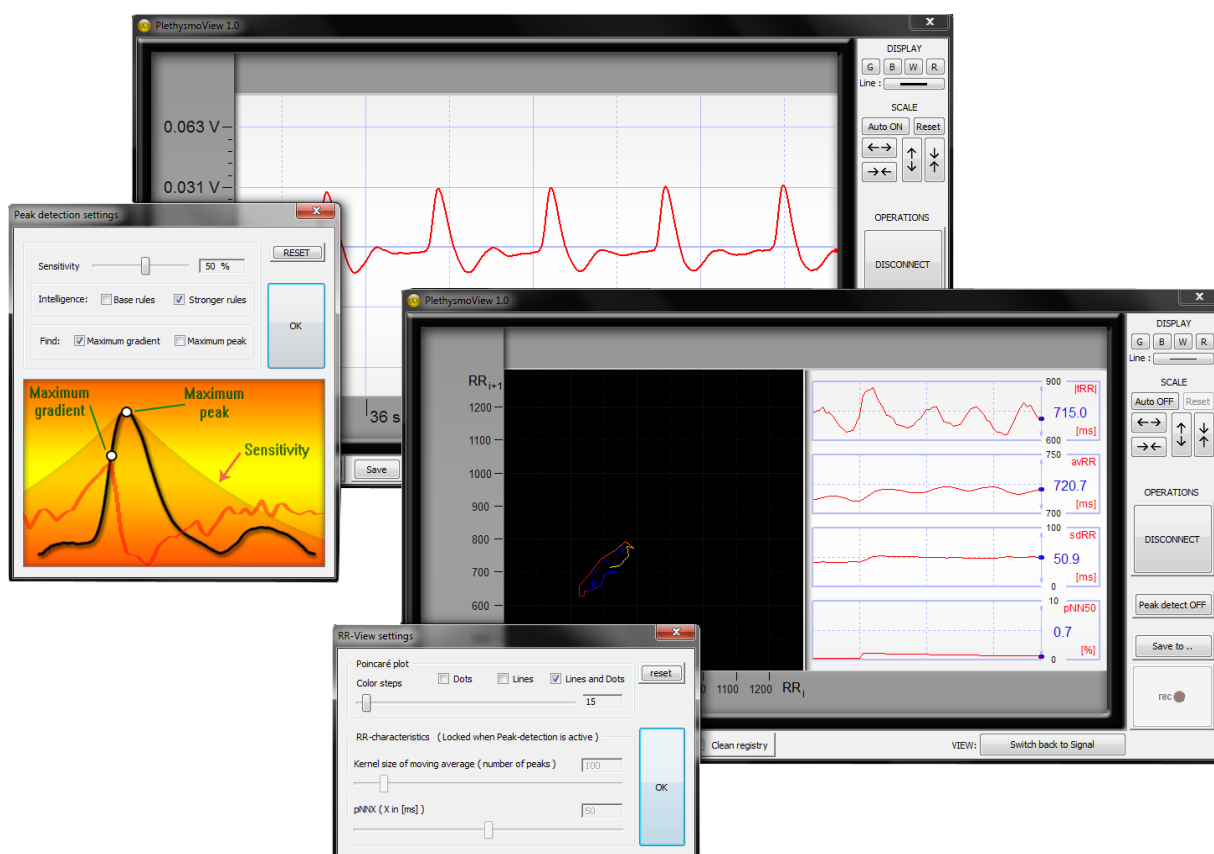 PlethysmoView 1.0
x
DISPLAY
G B W R
Line :
SCALE
Auto ON Reset
OPERATIONS
DISCONNECT
0.063 V
0.031 V
36 s
Save
Peak detection settings
x
Sensitivity 50 % RESET
Intelligence: Base rules Stronger rules
OK
Find: Maximum gradient Maximum peak
Maximum gradient
Maximum peak
Sensitivity
PlethysmoView 1.0
x
RRi+1
1200
1100
1000
900
800
700
600
1100 1200 RRi
900
|tRR|
715.0
[ms]
600
750
avRR
720.7
[ms]
700
100
sdRR
50.9
[ms]
0
10
pNN50
0.7
[%]
0
DISPLAY
G B W R
Line :
SCALE
Auto OFF Reset
OPERATIONS
DISCONNECT
Peak detect OFF
Save to ..
rec
Clean registry
VIEW: Switch back to Signal
RR-View settings
x
Poincaré plot
Color steps Dots Lines Lines and Dots reset
15
RR-characteristics ( Locked when Peak-detection is active )
Kernel size of moving average ( number of peaks ) 100
OK
pNNX ( X in [ms] ) 50